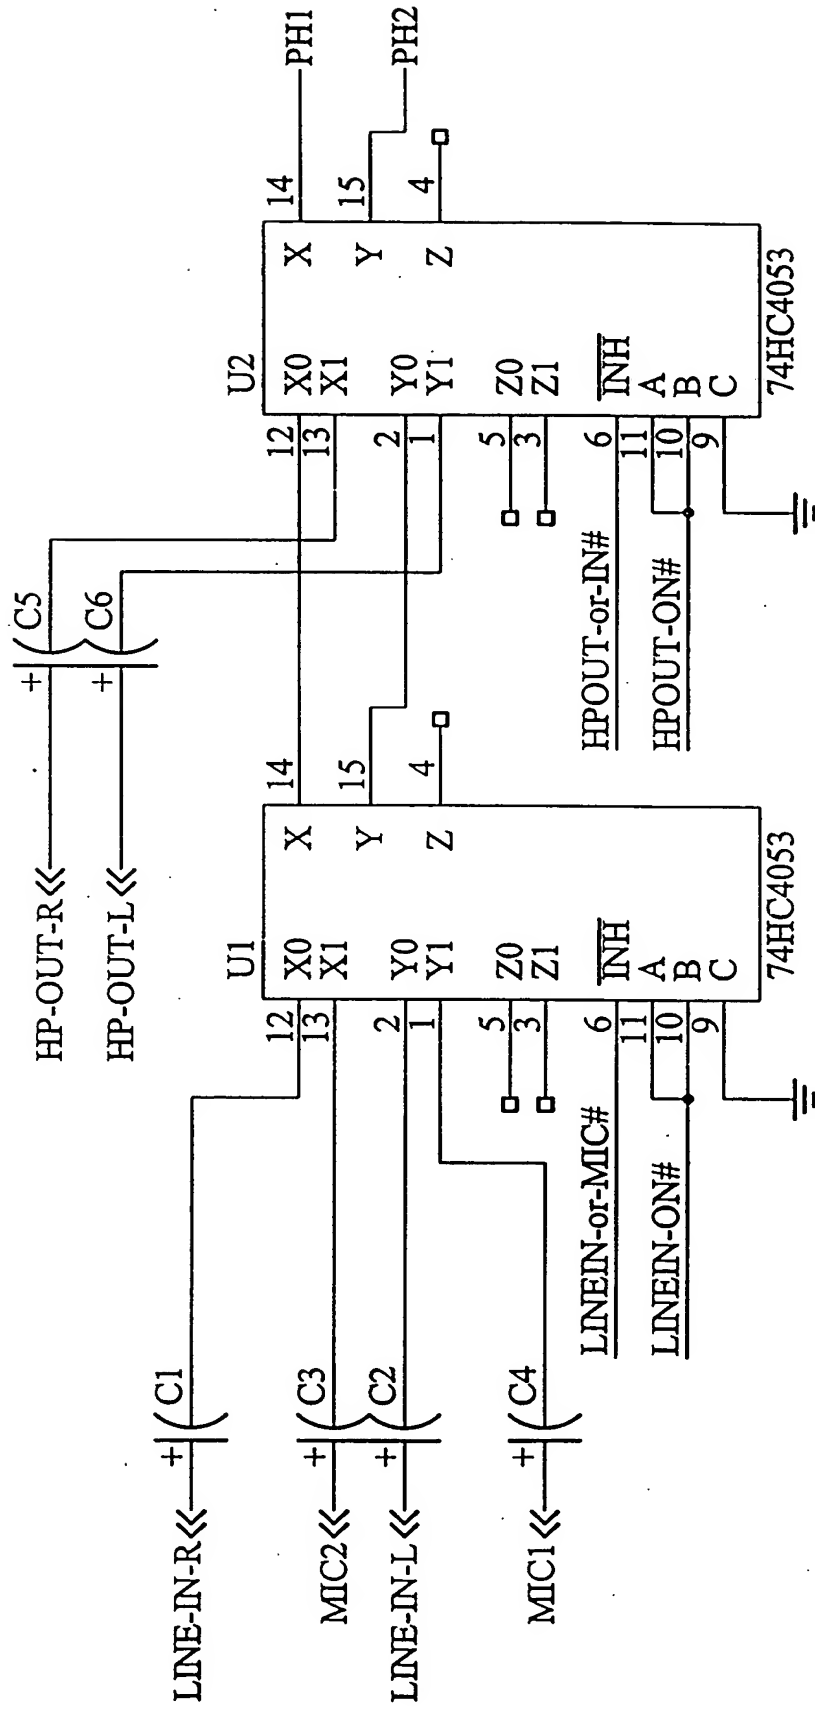 HP-OUT-R
+
C5
HP-OUT-L
+
C6
LINE-IN-R
+
C1
MIC2
+
C3
LINE-IN-L
+
C2
MIC1
+
C4
LINEIN-or-MIC#
LINEIN-ON#
U1
12 X0
13 X1
2 Y0
1 Y1
5 Z0
3 Z1
6 INH
11 A
10 B
9 C
X 14
Y 15
Z 4
74HC4053
HPOUT-or-IN#
HPOUT-ON#
U2
12 X0
13 X1
2 Y0
1 Y1
5 Z0
3 Z1
6 INH
11 A
10 B
9 C
X 14
Y 15
Z 4
74HC4053
PH1
PH2